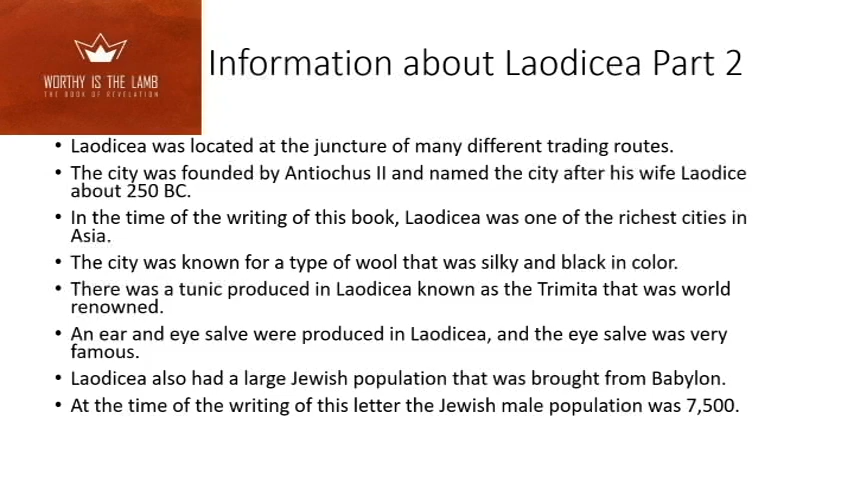 WORTHY IS THE LAMB
THE BOOK OF REVELATION
Information about Laodicea Part 2
• Laodicea was located at the juncture of many different trading routes.
• The city was founded by Antiochus II and named the city after his wife Laodice
about 250 BC.
• In the time of the writing of this book, Laodicea was one of the richest cities in
Asia.
• The city was known for a type of wool that was silky and black in color.
• There was a tunic produced in Laodicea known as the Trimita that was world
renowned.
• An ear and eye salve were produced in Laodicea, and the eye salve was very
famous.
• Laodicea also had a large Jewish population that was brought from Babylon.
• At the time of the writing of this letter the Jewish male population was 7,500.